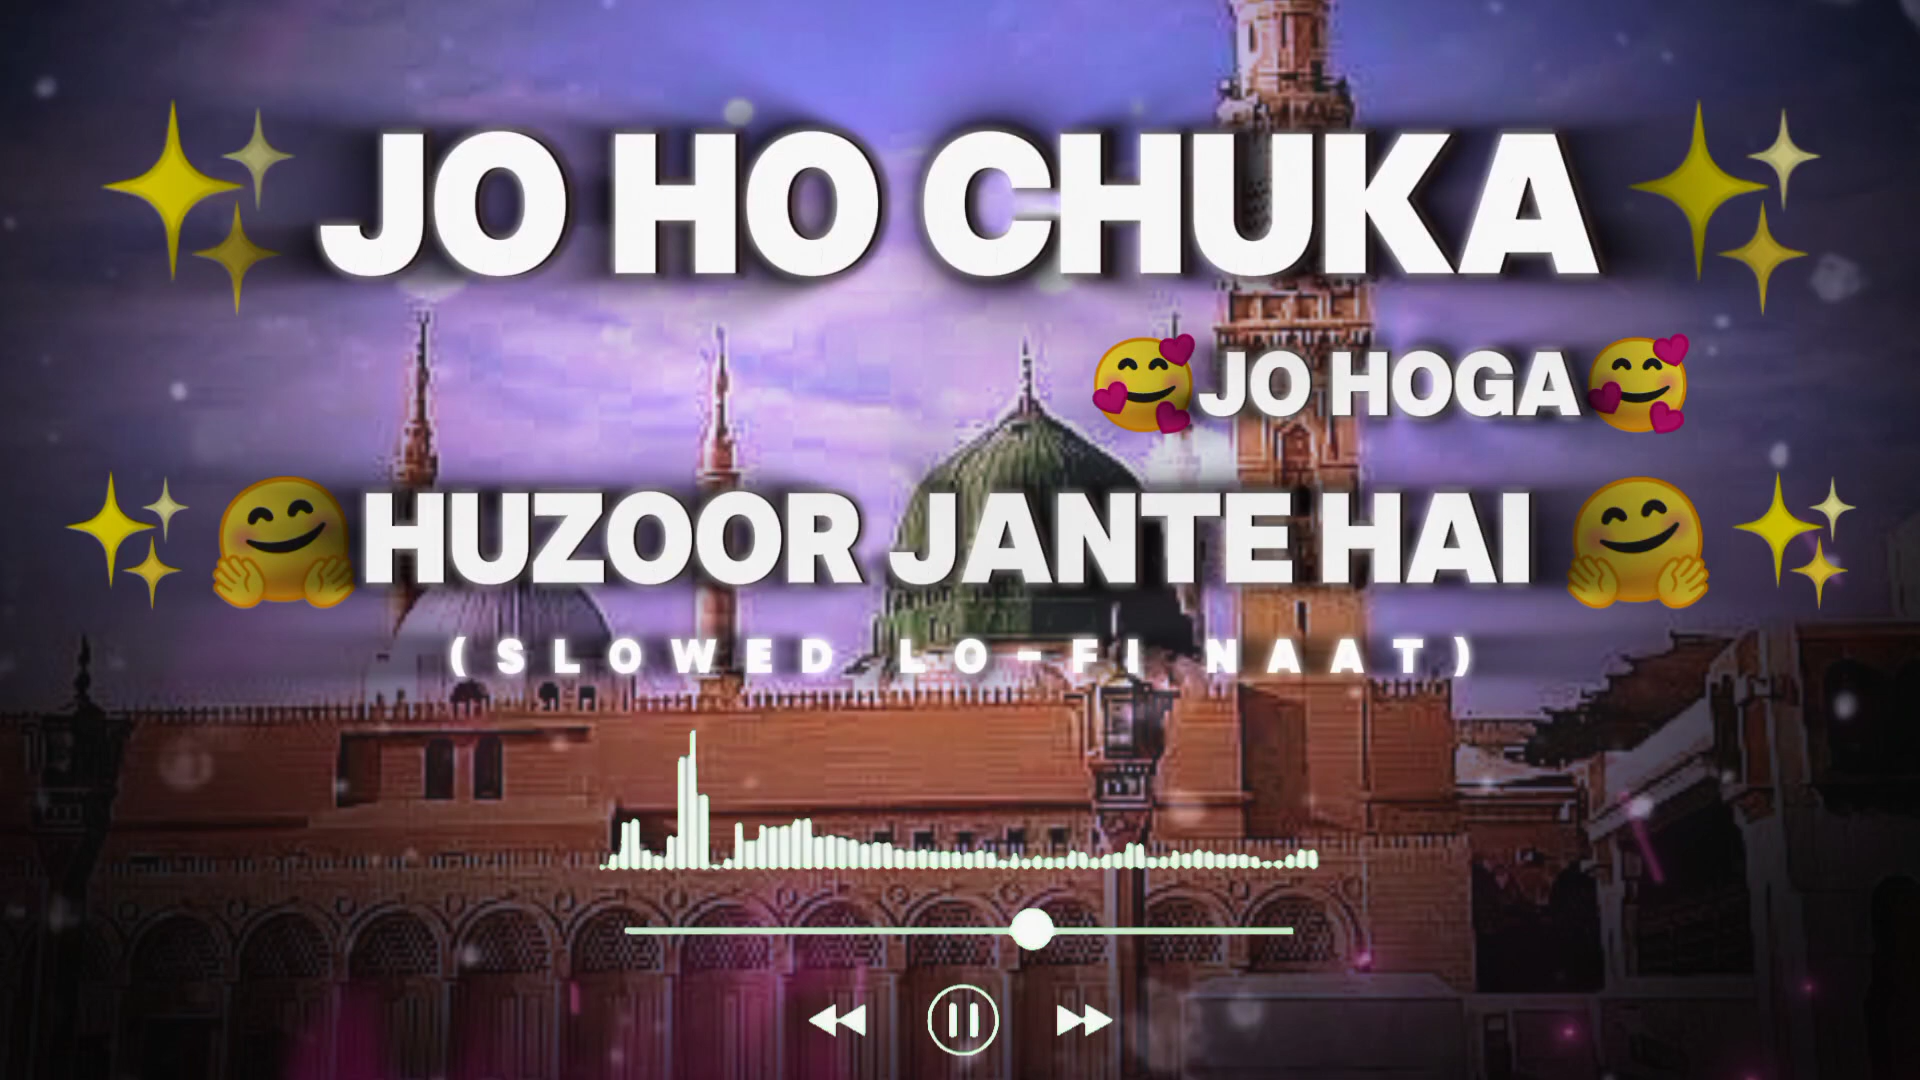 ✨JO HO CHUKA✨
🥰JO HOGA🥰
✨🤗HUZOOR JANTE HAI🤗✨
(SLOWED LO-FI NAAT)